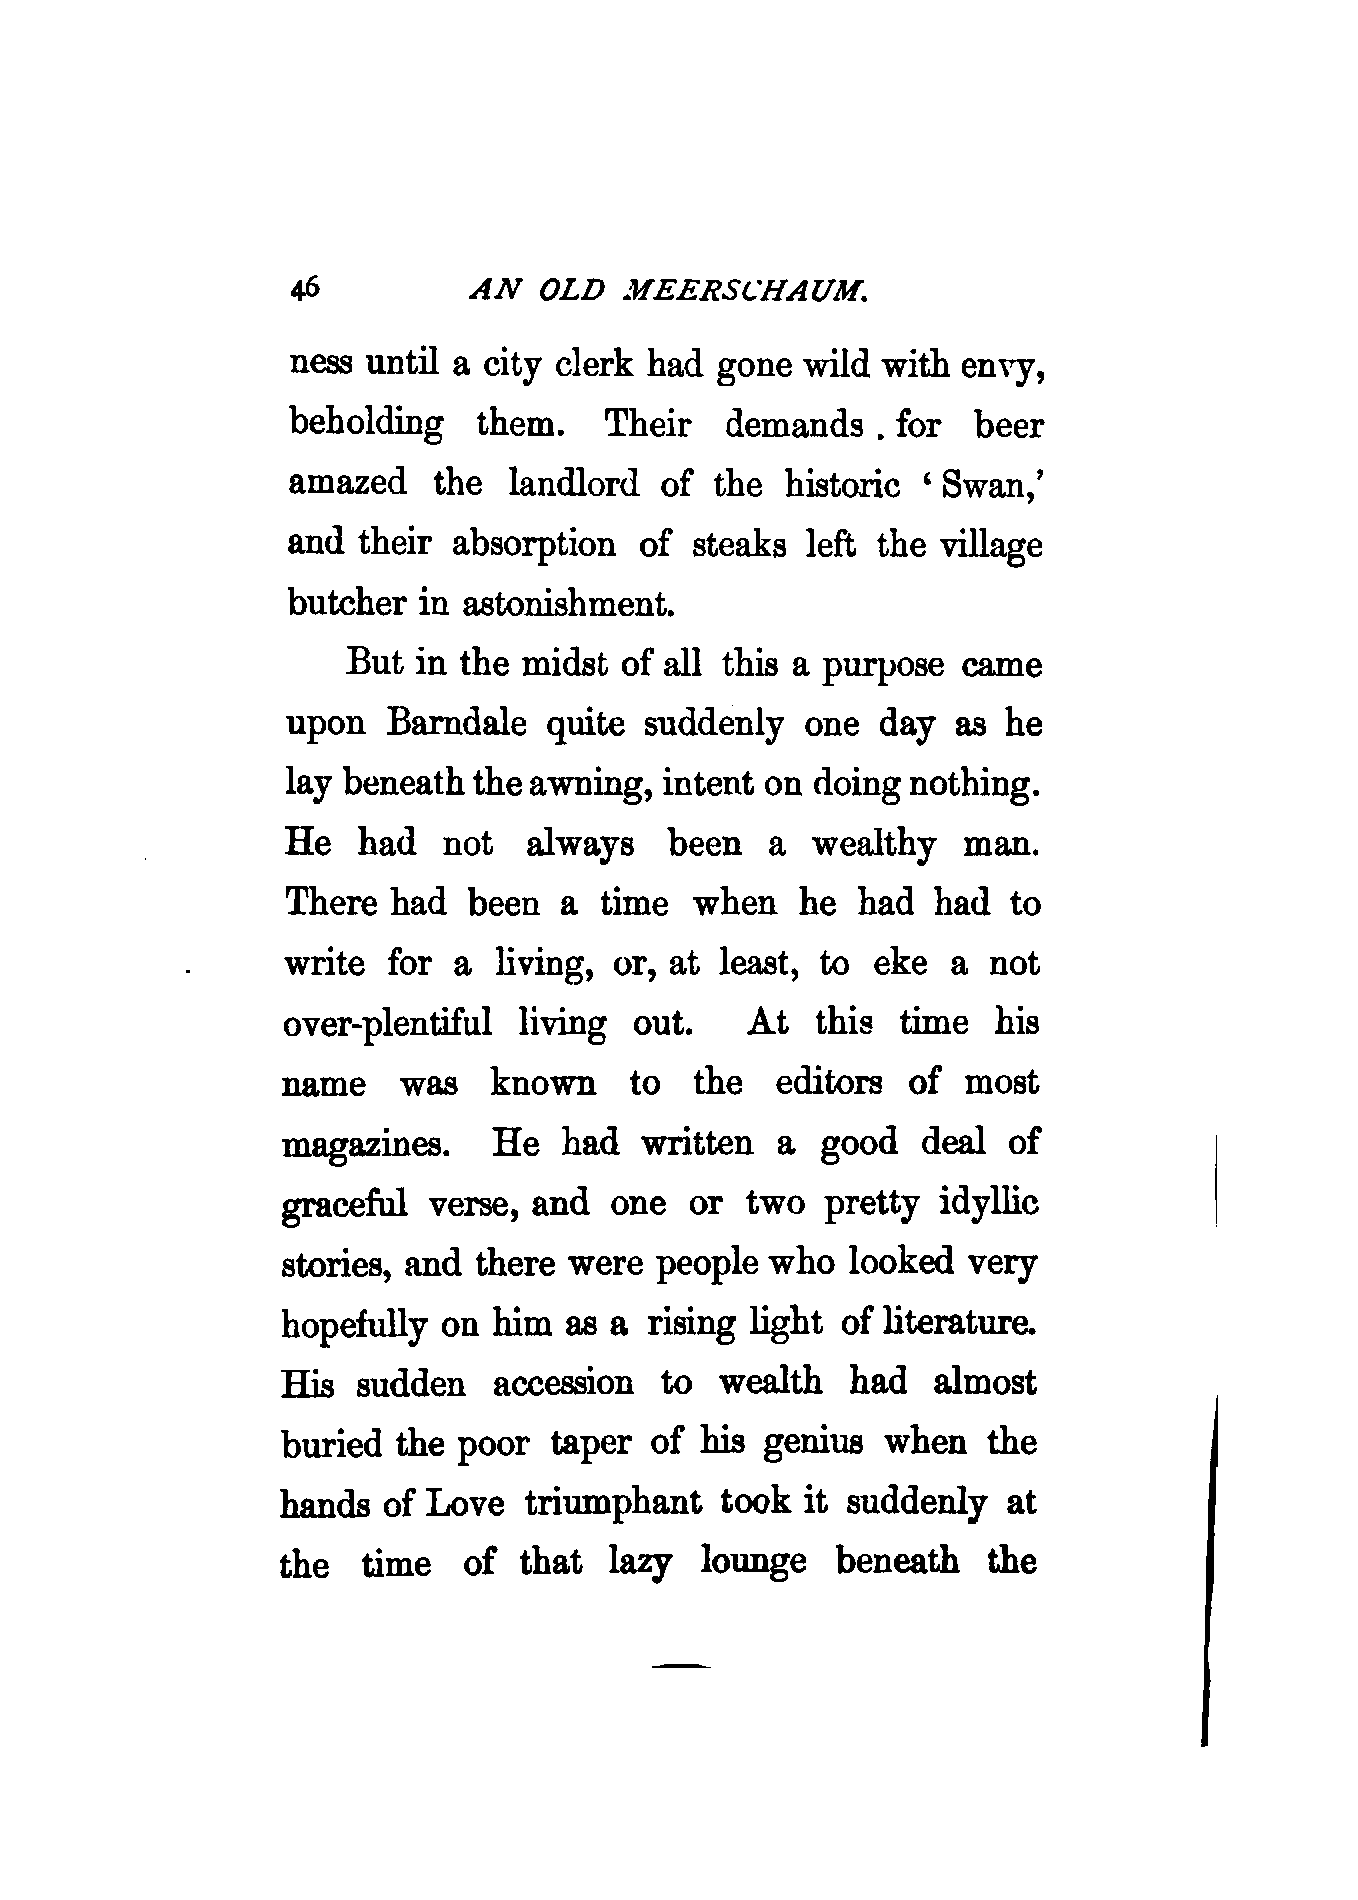 46 AN OLD MEERSCHAUM.
ness until a city clerk had gone wild with envy,
beholding them. Their demands . for beer
amazed the landlord of the historic ‘ Swan,’
and their absorption of steaks left the village
butcher in astonishment.
But in the midst of all this a purpose came
upon Barndale quite suddenly one day as he
lay beneath the awning, intent on doing nothing.
He had not always been a wealthy man.
There had been a time when he had had to
write for a living, or, at least, to eke a not
over-plentiful living out. At this time his
name was known to the editors of most
magazines. He had written a good deal of
graceful verse, and one or two pretty idyllic
stories, and there were people who looked very
hopefully on him as a rising light of literature.
His sudden accession to wealth had almost
buried the poor taper of his genius when the
hands of Love triumphant took it suddenly at
the time of that lazy lounge beneath the